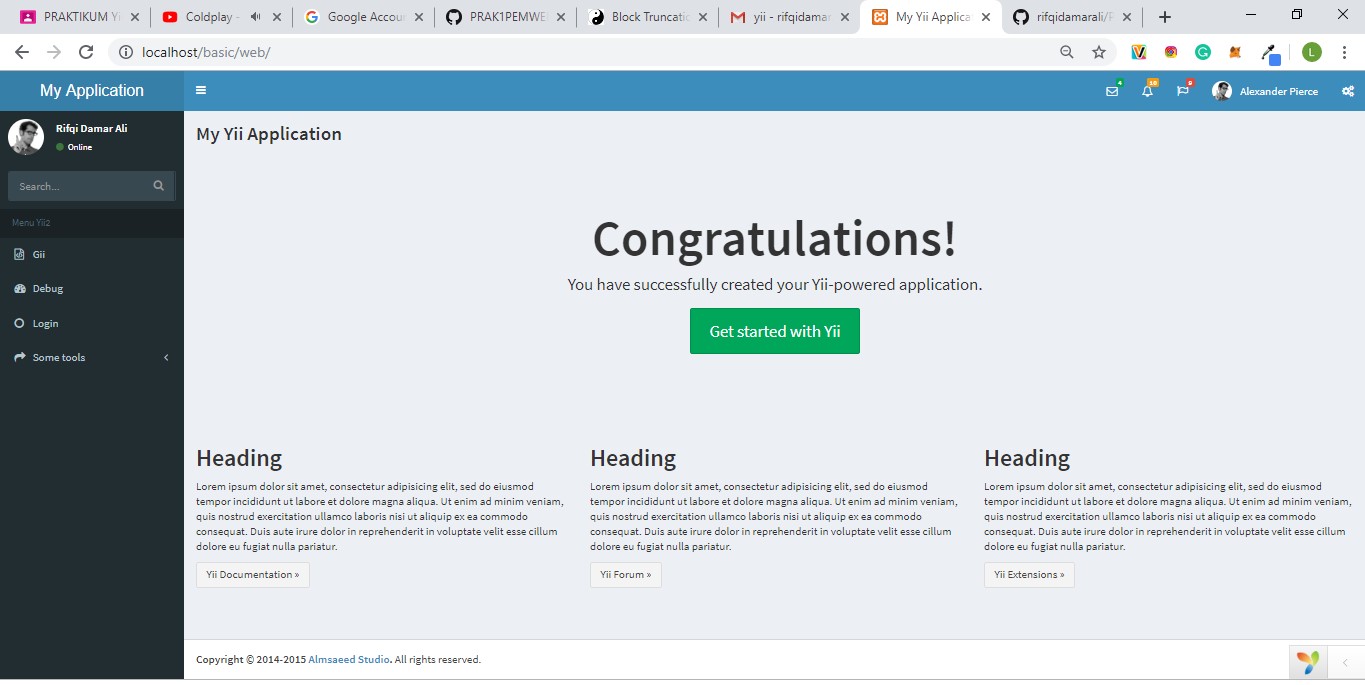 PRAKTIKUM Yi
Coldplay -
Google Accou
PRAK1PEMWE
Block Truncatio
yii - rifqidamar
My Yii Applica
rifqidamarali/P
localhost/basic/web/
L
My Application
4
10
9
Alexander Pierce
Rifqi Damar Ali
Online
Search...
Menu Yii2
Gii
Debug
Login
Some tools
My Yii Application
Congratulations!
You have successfully created your Yii-powered application.
Get started with Yii
Heading
Lorem ipsum dolor sit amet, consectetur adipisicing elit, sed do eiusmod
tempor incididunt ut labore et dolore magna aliqua. Ut enim ad minim veniam,
quis nostrud exercitation ullamco laboris nisi ut aliquip ex ea commodo
consequat. Duis aute irure dolor in reprehenderit in voluptate velit esse cillum
dolore eu fugiat nulla pariatur.
Yii Documentation »
Heading
Lorem ipsum dolor sit amet, consectetur adipisicing elit, sed do eiusmod
tempor incididunt ut labore et dolore magna aliqua. Ut enim ad minim veniam,
quis nostrud exercitation ullamco laboris nisi ut aliquip ex ea commodo
consequat. Duis aute irure dolor in reprehenderit in voluptate velit esse cillum
dolore eu fugiat nulla pariatur.
Yii Forum »
Heading
Lorem ipsum dolor sit amet, consectetur adipisicing elit, sed do eiusmod
tempor incididunt ut labore et dolore magna aliqua. Ut enim ad minim veniam,
quis nostrud exercitation ullamco laboris nisi ut aliquip ex ea commodo
consequat. Duis aute irure dolor in reprehenderit in voluptate velit esse cillum
dolore eu fugiat nulla pariatur.
Yii Extensions »
Copyright © 2014-2015 Almsaeed Studio. All rights reserved.